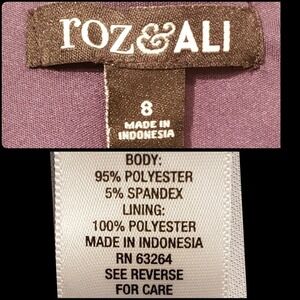 roz&ALI
8
MADE IN
INDONESIA
BODY:
95% POLYESTER
5% SPANDEX
LINING:
100% POLYESTER
MADE IN INDONESIA
RN 63264
SEE REVERSE
FOR CARE